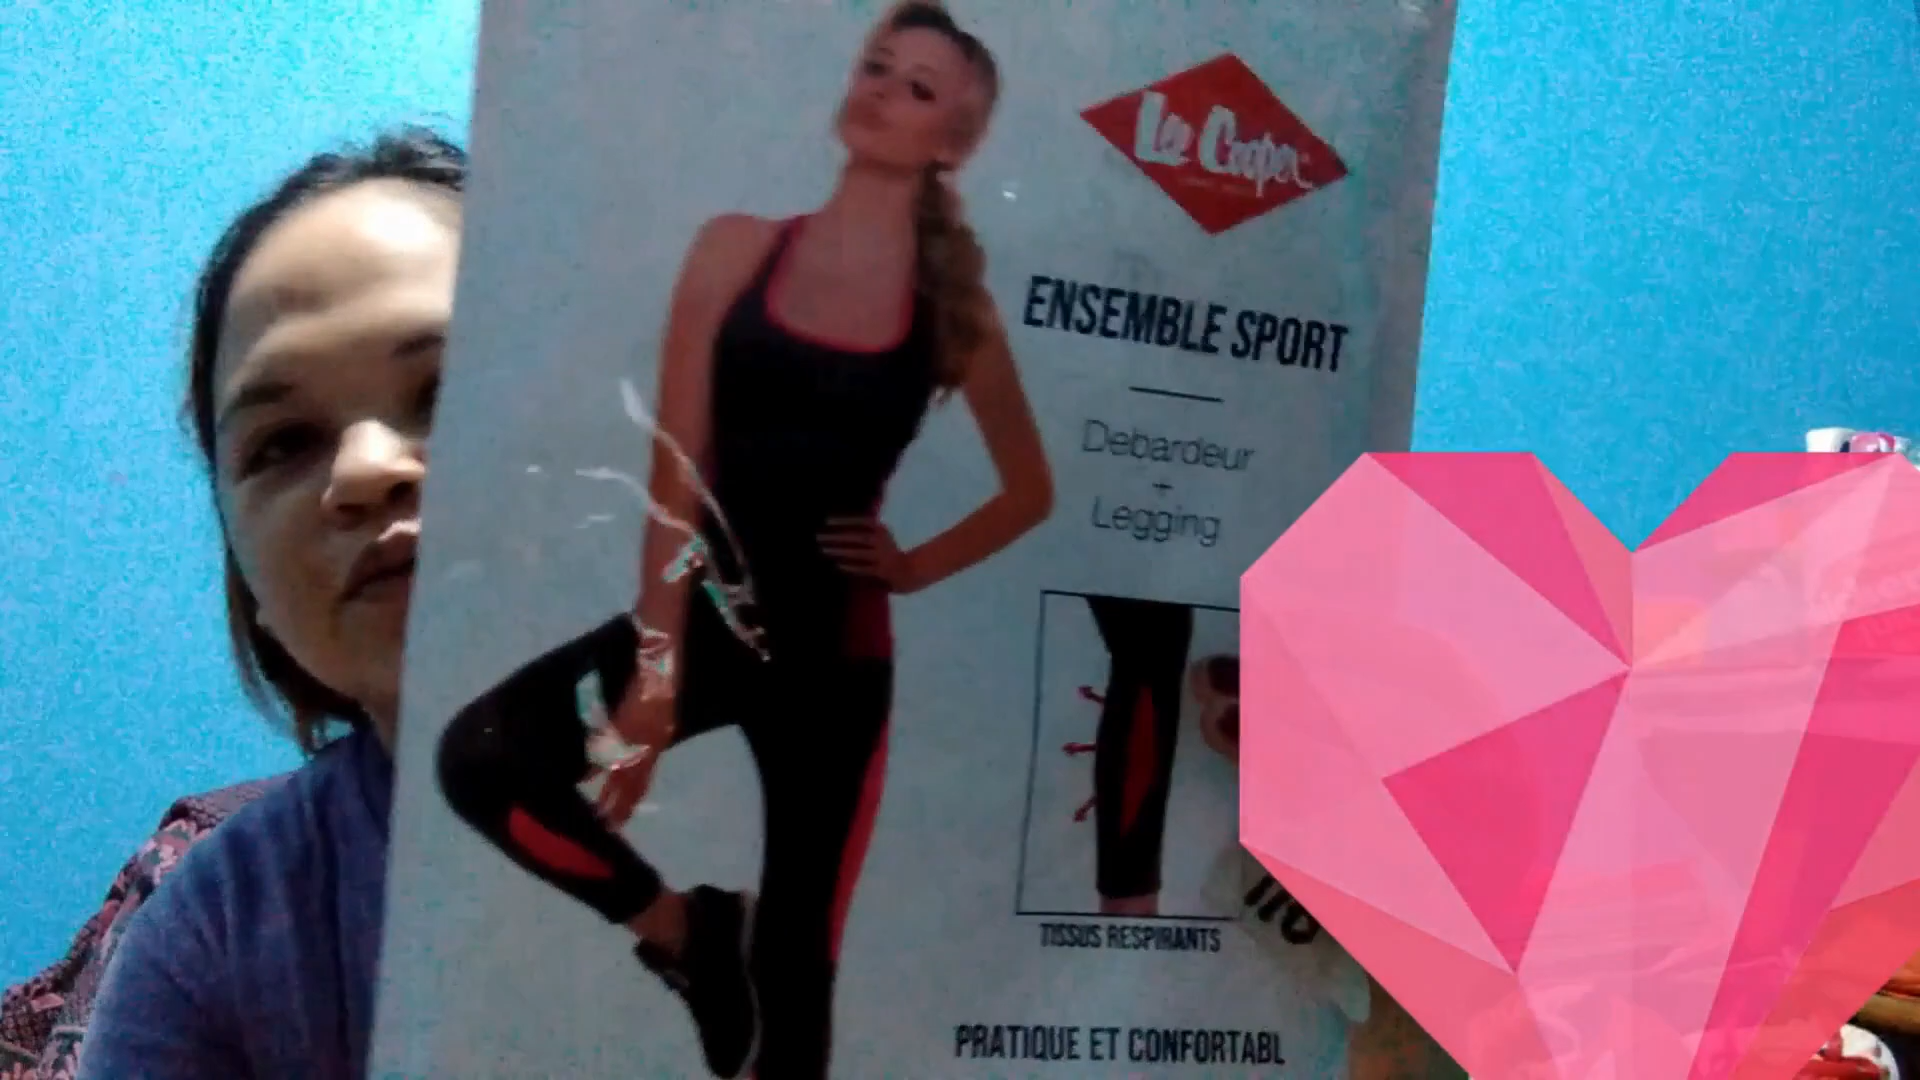 Lee Cooper
ENSEMBLE SPORT
Debardeur
+
Legging
TISSUS RESPIRANTS
PRATIQUE ET CONFORTABL